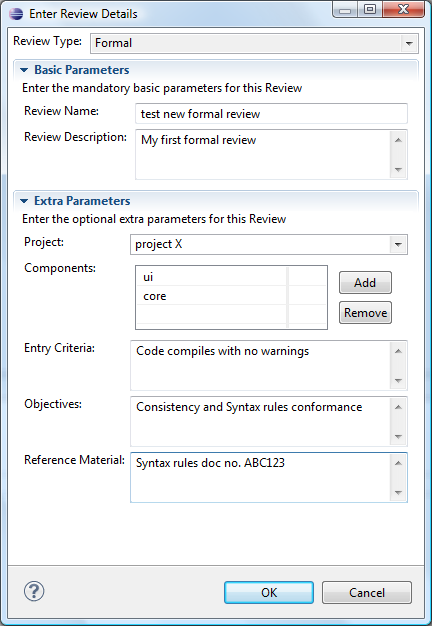 Enter Review Details
Review Type: Formal
Basic Parameters
Enter the mandatory basic parameters for this Review
Review Name: test new formal review
Review Description: My first formal review
Extra Parameters
Enter the optional extra parameters for this Review
Project: project X
Components: ui
core
Add
Remove
Entry Criteria: Code compiles with no warnings
Objectives: Consistency and Syntax rules conformance
Reference Material: Syntax rules doc no. ABC123
? OK Cancel